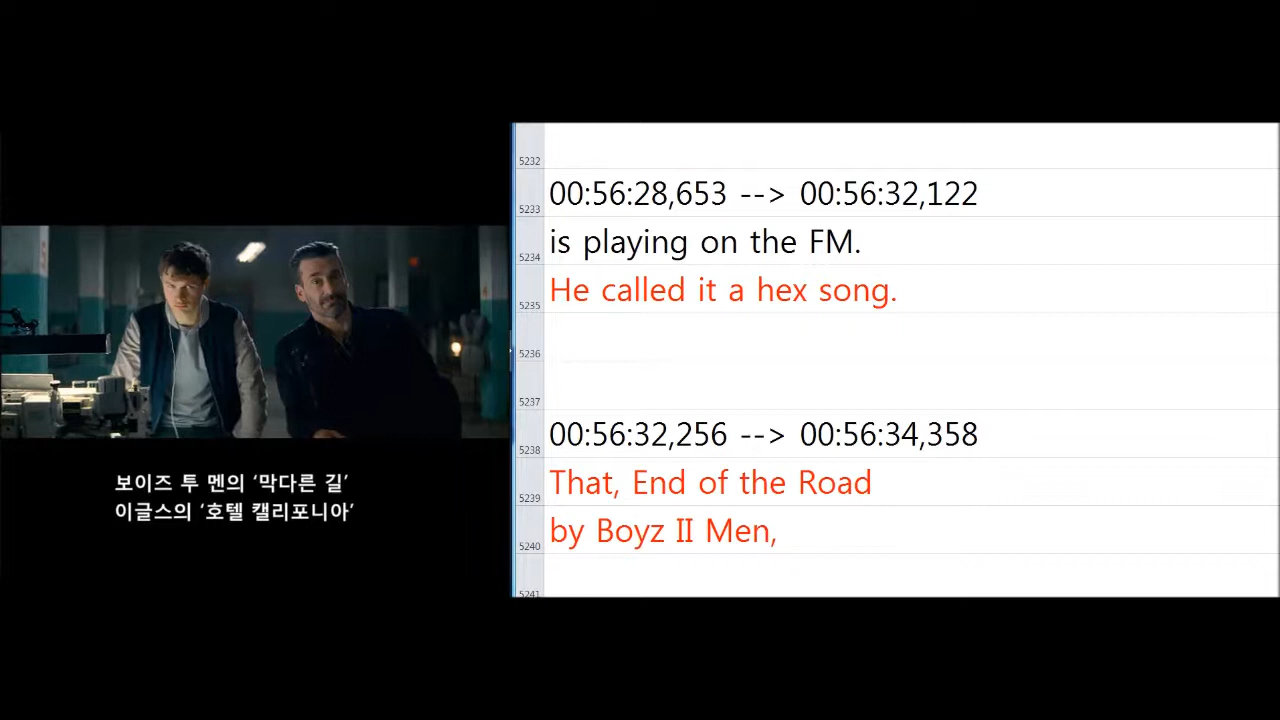 보이즈 투 멘의 ‘막다른 길’
이글스의 ‘호텔 캘리포니아’
5232
00:56:28,653 --> 00:56:32,122
5233
is playing on the FM.
5234
He called it a hex song.
5235
5236
5237
00:56:32,256 --> 00:56:34,358
5238
That, End of the Road
5239
by Boyz II Men,
5240
5241